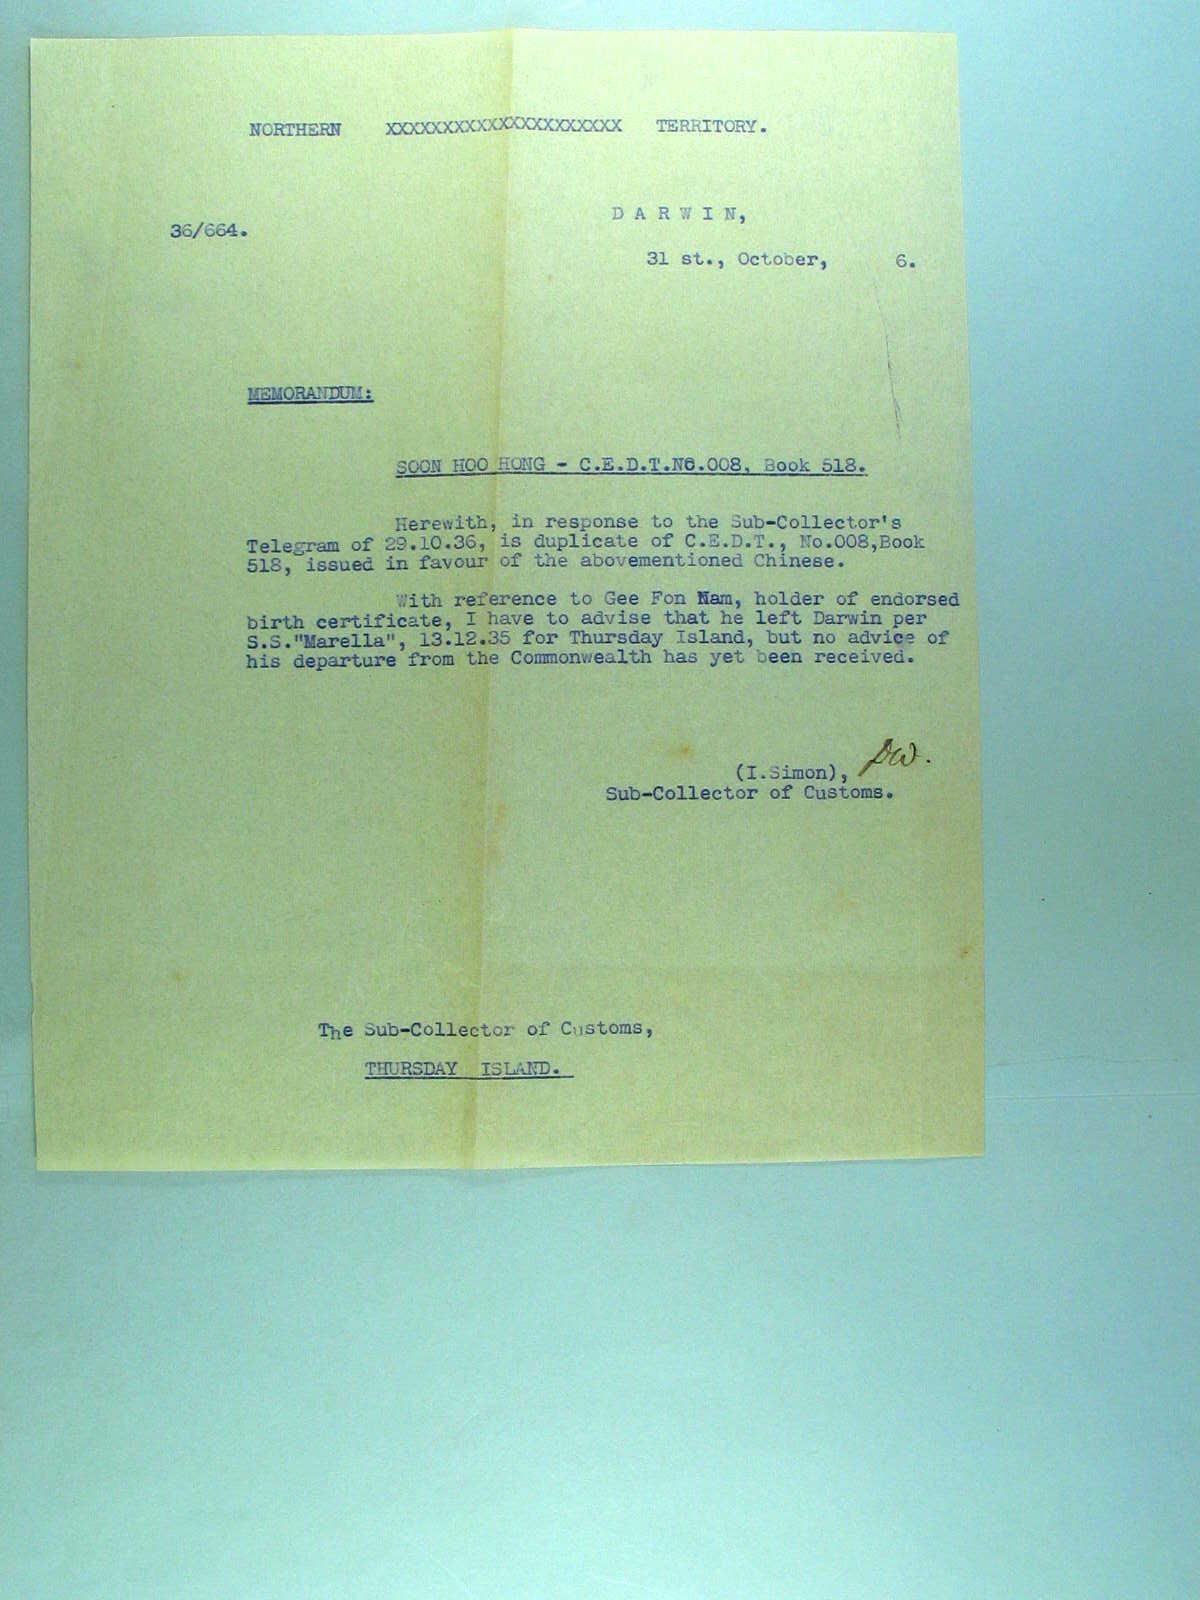 NORTHERN XXXXXXXXXXXXXXXXXXXXX TERRITORY.
D A R W I N,
36/664.
31 st., October, 6.
MEMORANDUM:
SOON HOO HONG - C.E.D.T.No.008, Book 518.
Herewith, in response to the Sub-Collector's
Telegram of 29.10.36, is duplicate of C.E.D.T., No.008,Book
518, issued in favour of the abovementioned Chinese.
With reference to Gee Fon Nam, holder of endorsed
birth certificate, I have to advise that he left Darwin per
S.S."Marella", 13.12.35 for Thursday Island, but no advice of
his departure from the Commonwealth has yet been received.
DW.
(I.Simon),
Sub-Collector of Customs.
The Sub-Collector of Customs,
THURSDAY ISLAND.